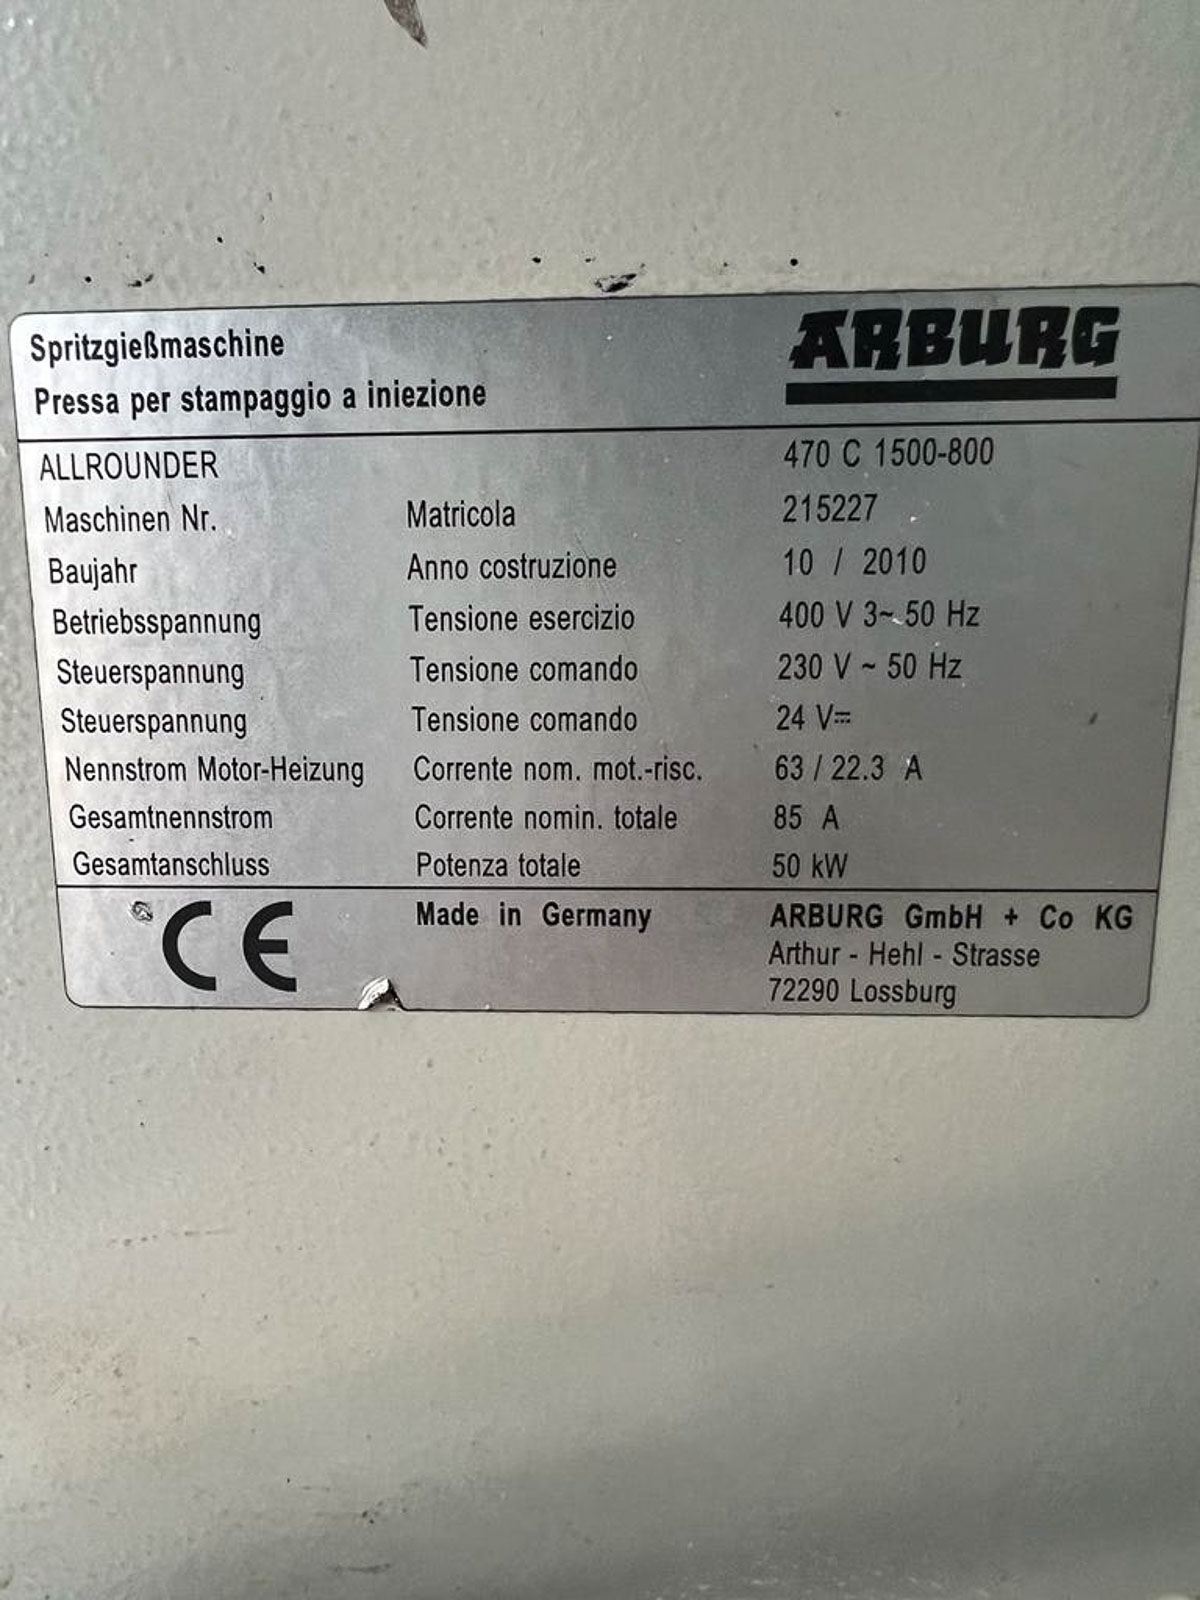 Spritzgießmaschine
Pressa per stampaggio a iniezione
ARBURG
ALLROUNDER 470 C 1500-800
Maschinen Nr. Matricola 215227
Baujahr Anno costruzione 10 / 2010
Betriebsspannung Tensione esercizio 400 V 3~ 50 Hz
Steuerspannung Tensione comando 230 V ~ 50 Hz
Steuerspannung Tensione comando 24 V⎓
Nennstrom Motor-Heizung Corrente nom. mot.-risc. 63 / 22.3 A
Gesamtnennstrom Corrente nomin. totale 85 A
Gesamtanschluss Potenza totale 50 kW
CE Made in Germany ARBURG GmbH + Co KG
Arthur - Hehl - Strasse
72290 Lossburg